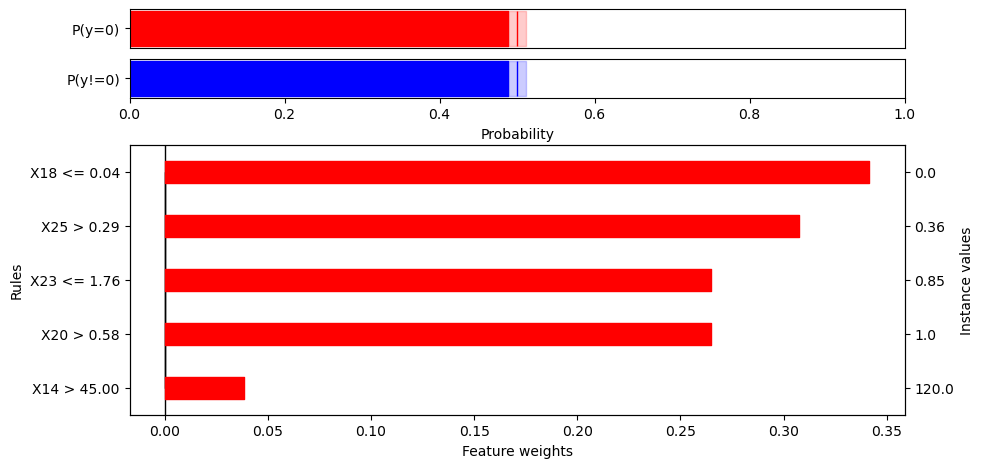 P(y=0)
P(y!=0)
0.0 0.2 0.4 0.6 0.8 1.0
Probability
Rules
X18 <= 0.04 0.0
X25 > 0.29 0.36
X23 <= 1.76 0.85
X20 > 0.58 1.0
X14 > 45.00 120.0
Instance values
0.00 0.05 0.10 0.15 0.20 0.25 0.30 0.35
Feature weights